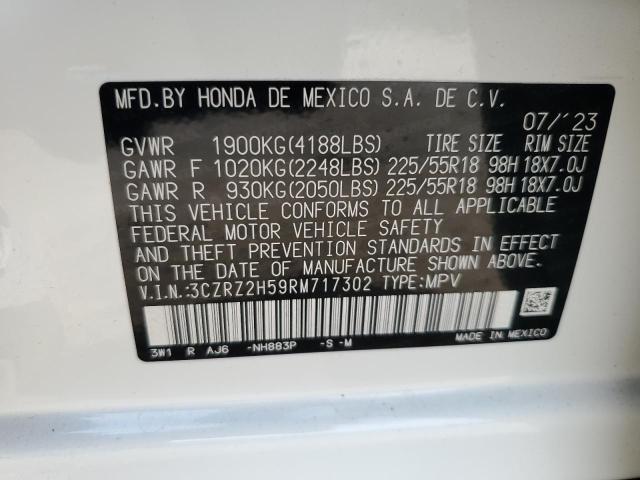 MFD.BY HONDA DE MEXICO S.A. DE C.V.
07/'23
GVWR 1900KG(4188LBS) TIRE SIZE RIM SIZE
GAWR F 1020KG(2248LBS) 225/55R18 98H 18X7.0J
GAWR R 930KG(2050LBS) 225/55R18 98H 18X7.0J
THIS VEHICLE CONFORMS TO ALL APPLICABLE
FEDERAL MOTOR VEHICLE SAFETY
AND THEFT PREVENTION STANDARDS IN EFFECT
ON THE DATE OF MANUFACTURE SHOWN ABOVE.
V.I.N.:3CZRZ2H59RM717302 TYPE:MPV
3W1 R AJ6 -NH883P -S -M
MADE IN MEXICO